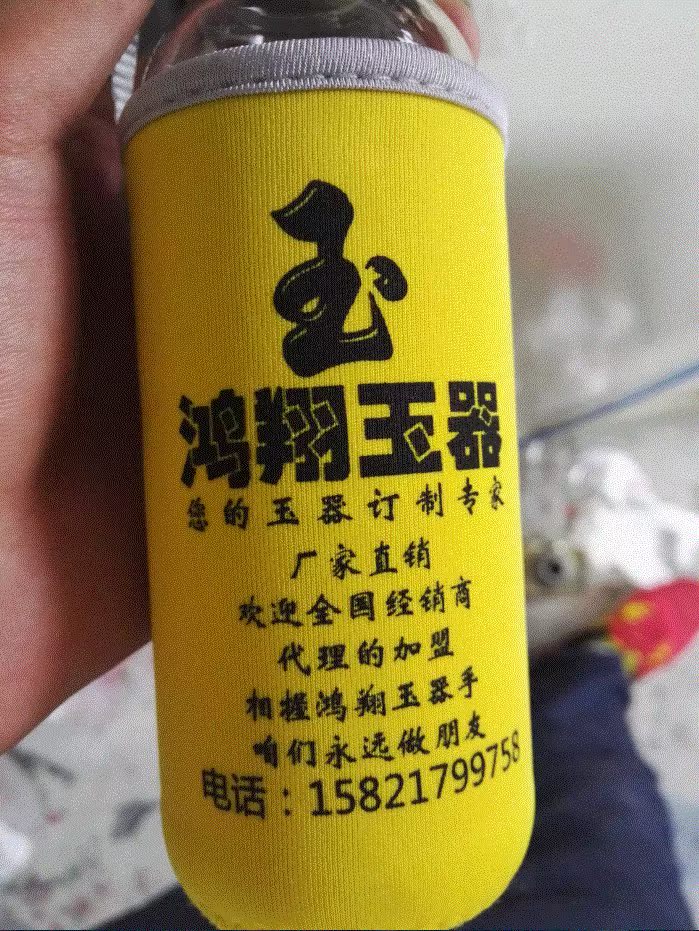 玉
鸿翔玉器
您的玉器订制专家
厂家直销
欢迎全国经销商
代理的加盟
相握鸿翔玉器手
咱们永远做朋友
电话：15821799758